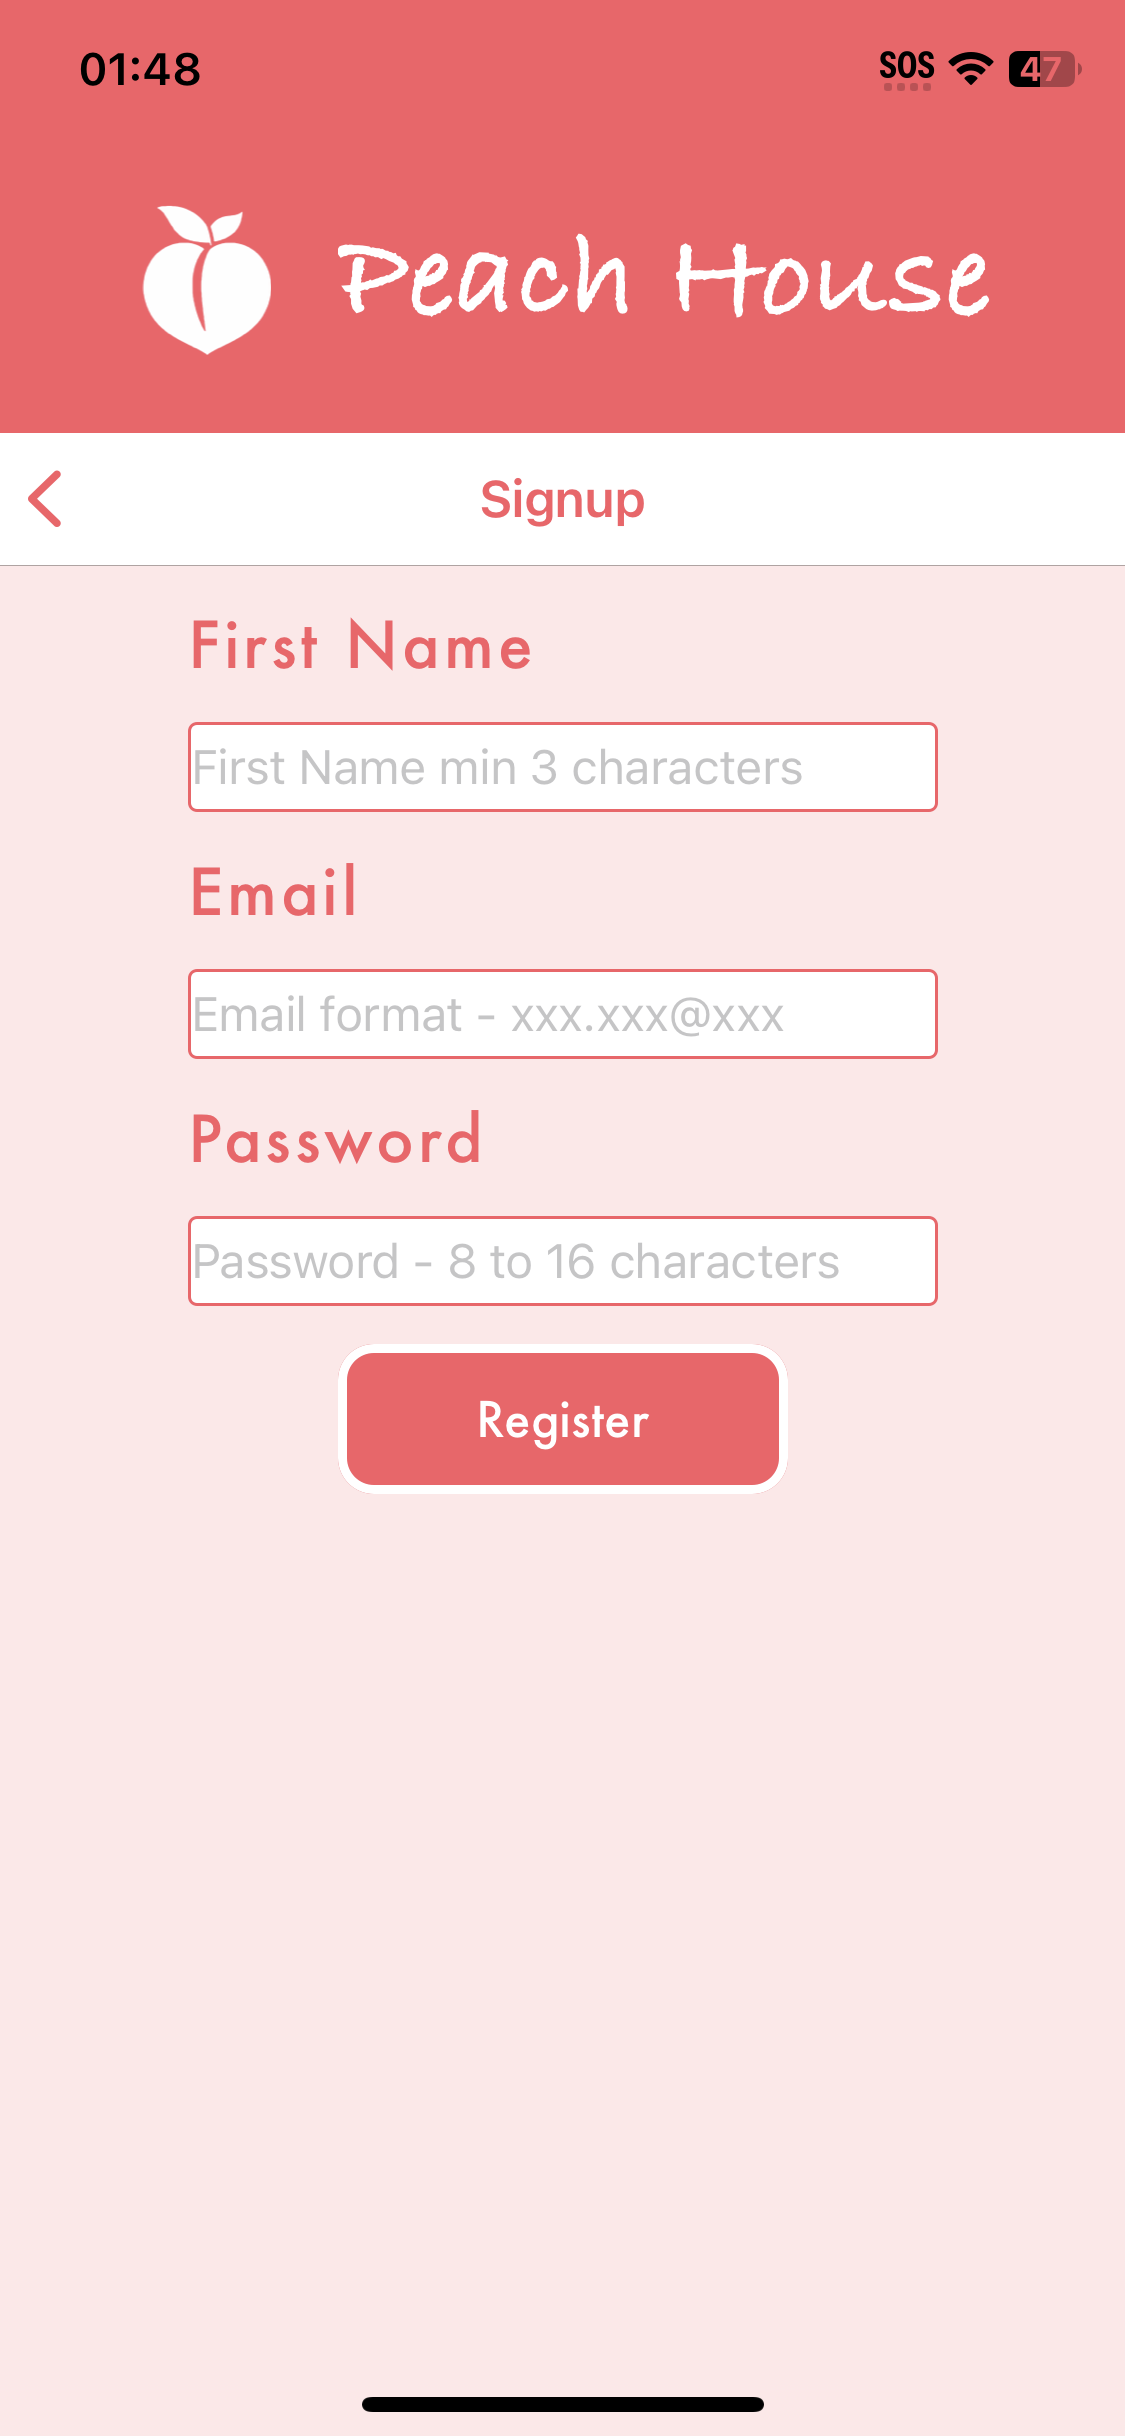 01:48 SOS 47
Peach House
Signup
First Name
First Name min 3 characters
Email
Email format - xxx.xxx@xxx
Password
Password - 8 to 16 characters
Register